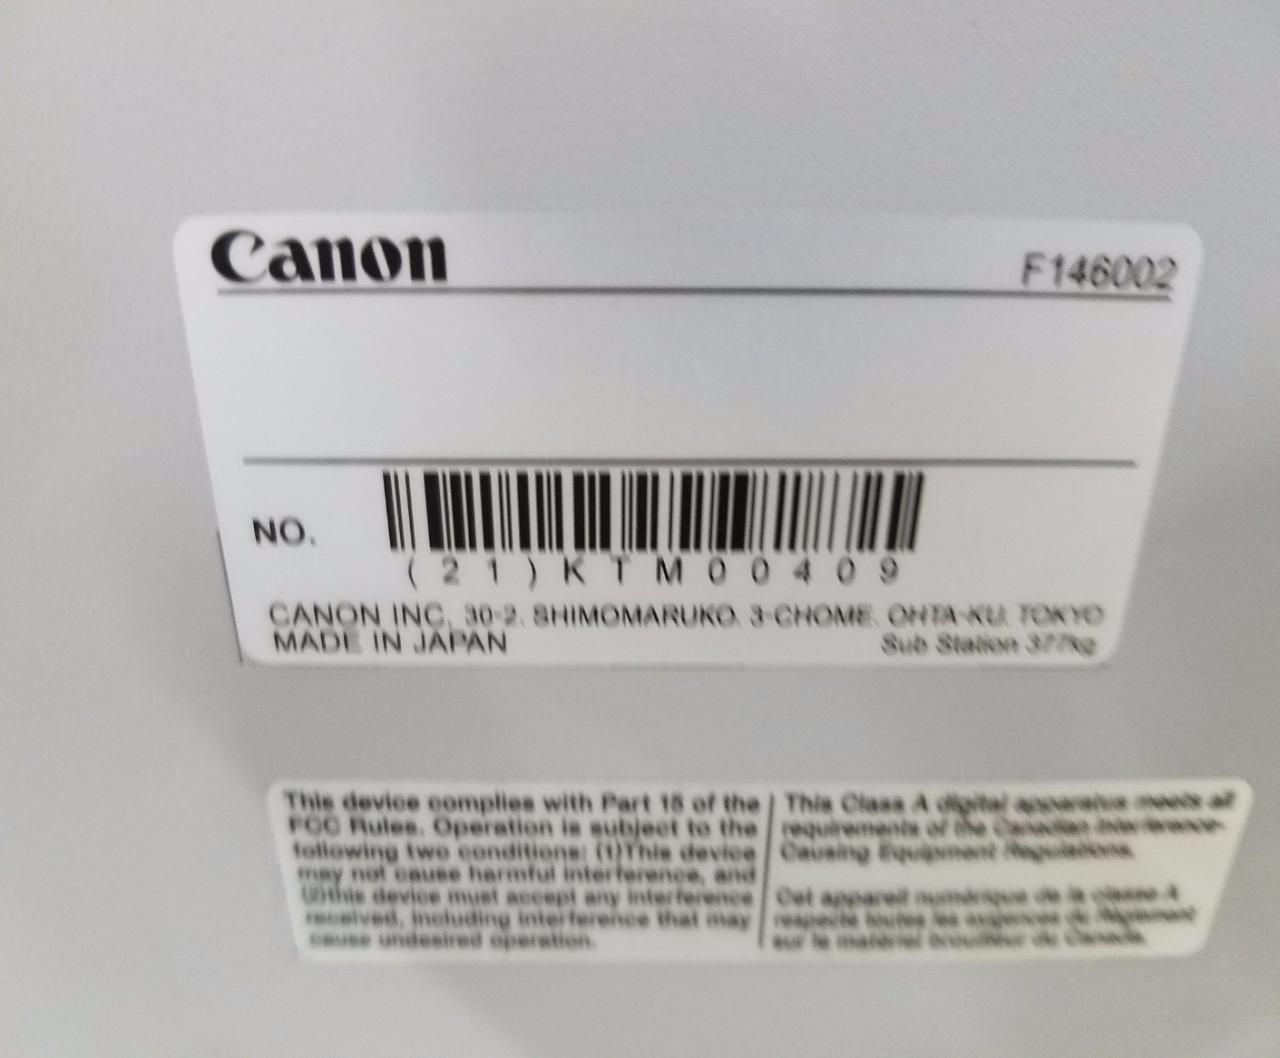 Canon
F146002
NO.
(21)KTM00409
CANON INC. 30-2. SHIMOMARUKO. 3-CHOME. OHTA-KU. TOKYO
MADE IN JAPAN
Sub Station 377kg
This device complies with Part 15 of the
FCC Rules. Operation is subject to the
following two conditions: (1)This device
may not cause harmful interference, and
(2)this device must accept any interference
received, including interference that may
cause undesired operation.
This Class A digital apparatus meets all
requirements of the Canadian Interference-
Causing Equipment Regulations.
Cet appareil numérique de la classe A
respecte toutes les exigences du Règlement
sur le matériel brouilleur du Canada.